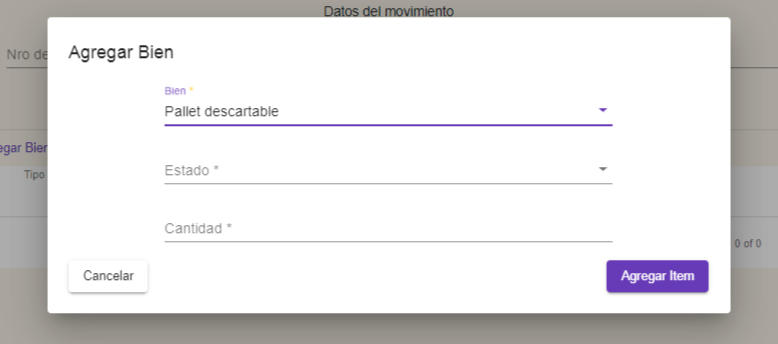 Datos del movimiento
Nro de
Agregar Bien
Bien *
Pallet descartable
egar Bien
Tipo
Estado *
Cantidad *
0 of 0
Cancelar
Agregar Item